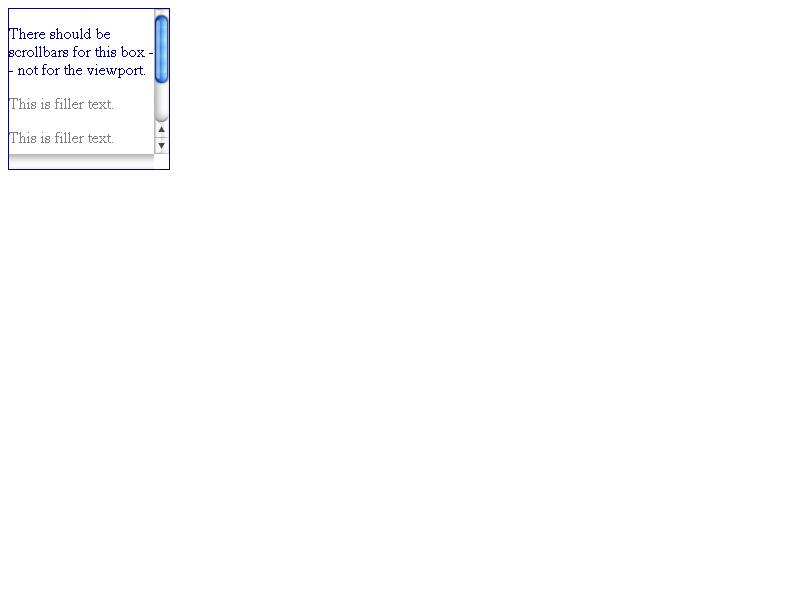 There should be
scrollbars for this box -
- not for the viewport.
This is filler text.
This is filler text.